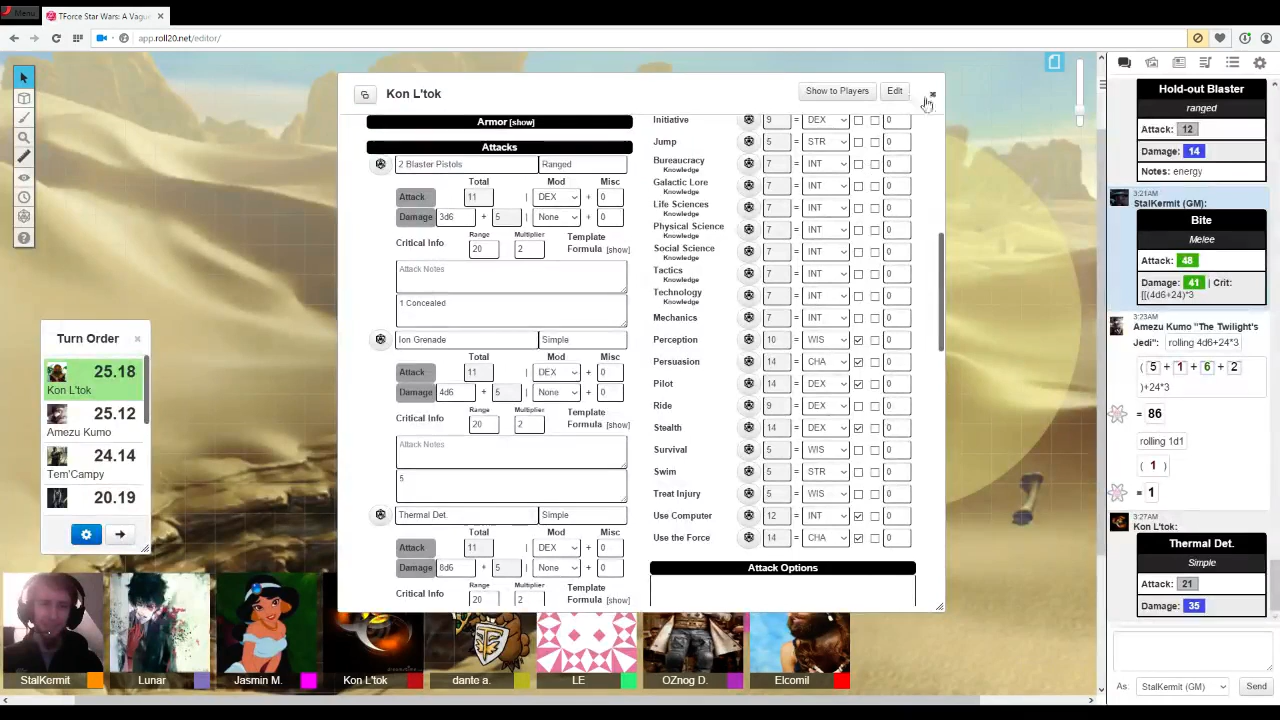 Menu
TForce Star Wars: A Vagu
app.roll20.net/editor/
Kon L'tok
Show to Players
Edit
Armor [show]
Attacks
2 Blaster Pistols
Ranged
Total
Mod
Misc
Attack
11
|
DEX
+
0
Damage
3d6
+
5
|
None
+
0
Critical Info
Range
20
Multiplier
2
Template
Formula [show]
Attack Notes
1 Concealed
Ion Grenade
Simple
Total
Mod
Misc
Attack
11
|
DEX
+
0
Damage
4d6
+
5
|
None
+
0
Critical Info
Range
20
Multiplier
2
Template
Formula [show]
Attack Notes
5
Thermal Det.
Simple
Total
Mod
Misc
Attack
11
|
DEX
+
0
Damage
8d6
+
5
|
None
+
0
Critical Info
Range
20
Multiplier
2
Template
Formula [show]
Initiative 9 = DEX 0
Jump 5 = STR 0
Bureaucracy
Knowledge
7 = INT 0
Galactic Lore
Knowledge
7 = INT 0
Life Sciences
Knowledge
7 = INT 0
Physical Science
Knowledge
7 = INT 0
Social Science
Knowledge
7 = INT 0
Tactics
Knowledge
7 = INT 0
Technology
Knowledge
7 = INT 0
Mechanics 7 = INT 0
Perception 10 = WIS 0
Persuasion 14 = CHA 0
Pilot 14 = DEX 0
Ride 9 = DEX 0
Stealth 14 = DEX 0
Survival 5 = WIS 0
Swim 5 = STR 0
Treat Injury 5 = WIS 0
Use Computer 12 = INT 0
Use the Force 14 = CHA 0
Attack Options
Turn Order
25.18
Kon L'tok
25.12
Amezu Kumo
24.14
Tem'Campy
20.19
StalKermit
Lunar
Jasmin M.
Kon L'tok
dante a.
LE
OZnog D.
Elcomil
Hold-out Blaster
ranged
Attack: 12
Damage: 14
Notes: energy
3:21AM
StalKermit (GM):
Bite
Melee
Attack: 48
Damage: 41 | Crit:
[[(4d6+24)*3
3:23AM
Amezu Kumo "The Twilight's
Jedi": rolling 4d6+24*3
( 5 + 1 + 6 + 2
)+24*3
= 86
rolling 1d1
( 1 )
= 1
3:27AM
Kon L'tok:
Thermal Det.
Simple
Attack: 21
Damage: 35
As:
StalKermit (GM)
Send